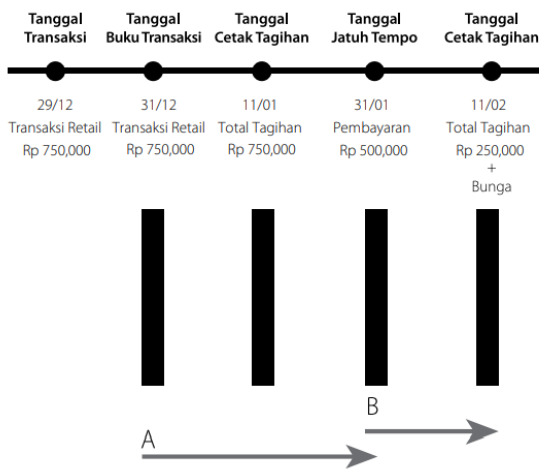 Tanggal
Transaksi
Tanggal
Buku Transaksi
Tanggal
Cetak Tagihan
Tanggal
Jatuh Tempo
Tanggal
Cetak Tagihan
29/12
Transaksi Retail
Rp 750,000
31/12
Transaksi Retail
Rp 750,000
11/01
Total Tagihan
Rp 750,000
31/01
Pembayaran
Rp 500,000
11/02
Total Tagihan
Rp 250,000
+
Bunga
A
B